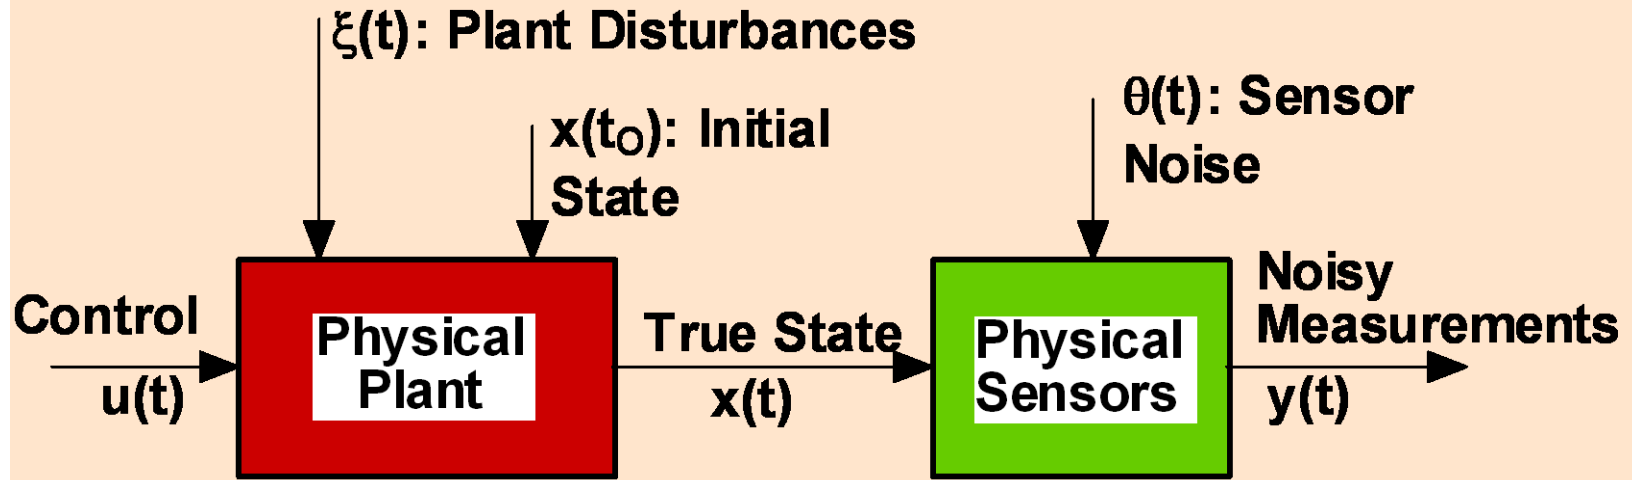 ξ(t): Plant Disturbances
x(tO): Initial
State
θ(t): Sensor
Noise
Control
u(t)
Physical
Plant
True State
x(t)
Physical
Sensors
Noisy
Measurements
y(t)